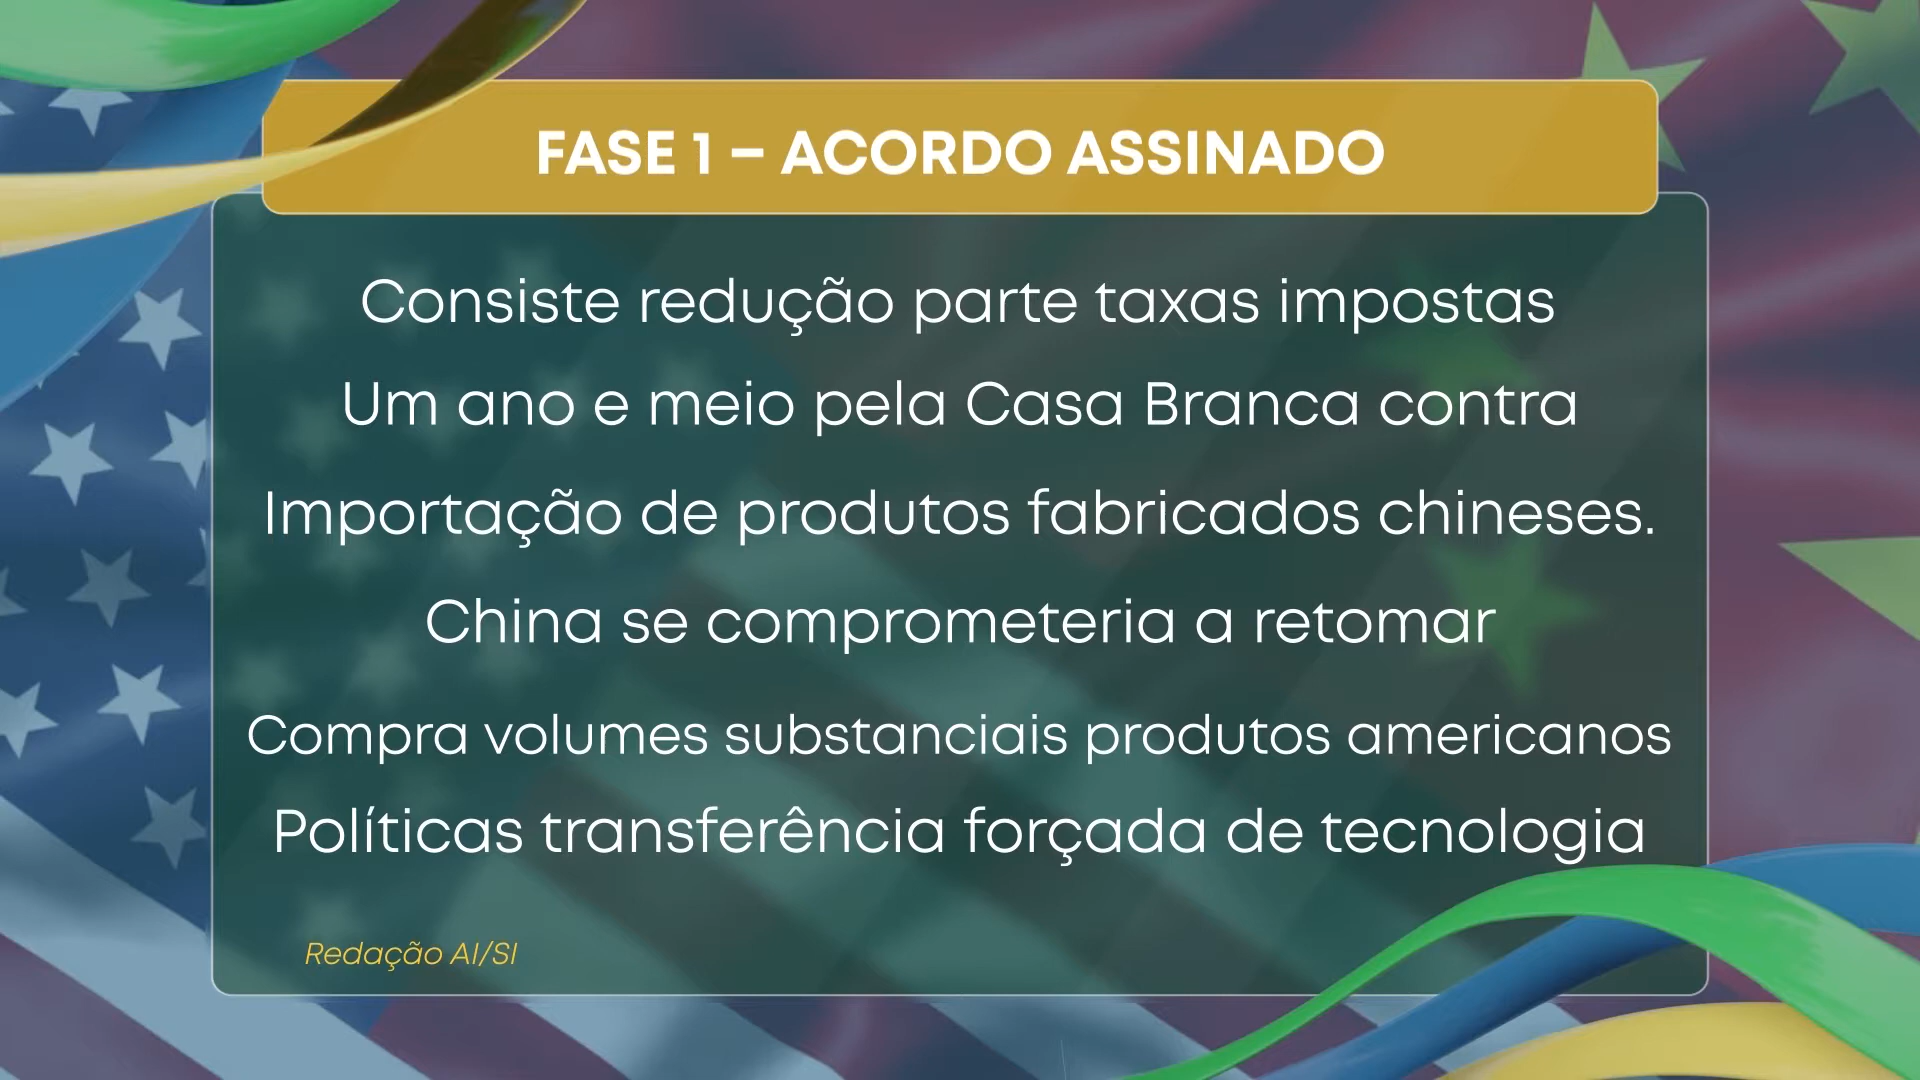 FASE 1 – ACORDO ASSINADO
Consiste redução parte taxas impostas
Um ano e meio pela Casa Branca contra
Importação de produtos fabricados chineses.
China se comprometeria a retomar
Compra volumes substanciais produtos americanos
Políticas transferência forçada de tecnologia
Redação AI/SI